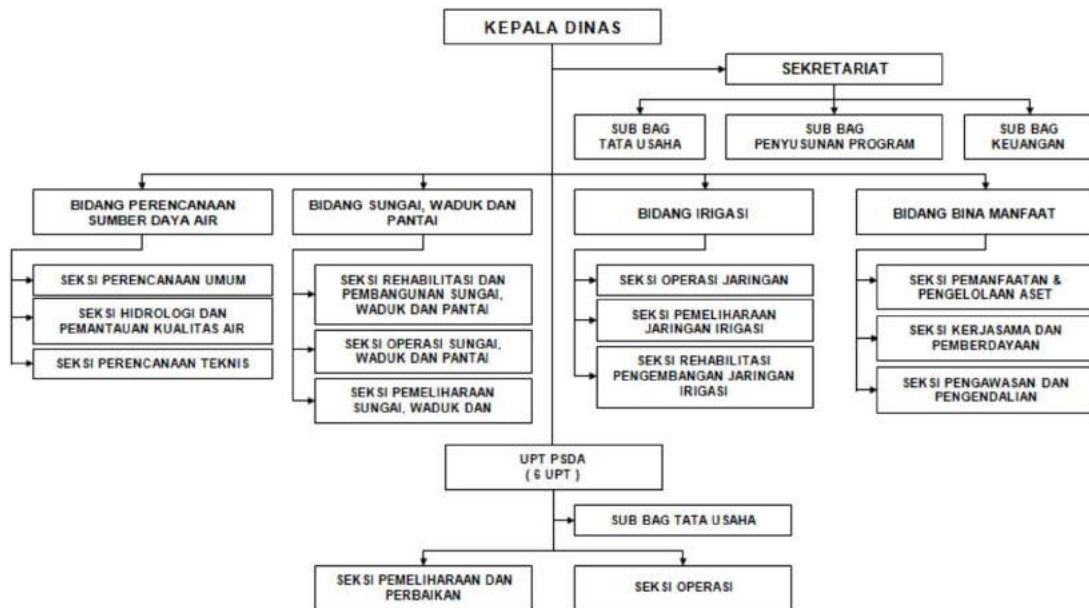 KEPALA DINAS
SEKRETARIAT
SUB BAG
TATA USAHA
SUB BAG
PENYUSUNAN PROGRAM
SUB BAG
KEUANGAN
BIDANG PERENCANAAN
SUMBER DAYA AIR
BIDANG SUNGAI, WADUK DAN
PANTAI
BIDANG IRIGASI
BIDANG BINA MANFAAT
SEKSI PERENCANAAN UMUM
SEKSI HIDROLOGI DAN
PEMANTAUAN KUALITAS AIR
SEKSI PERENCANAAN TEKNIS
SEKSI REHABILITASI DAN
PEMBANGUNAN SUNGAI,
WADUK DAN PANTAI
SEKSI OPERASI SUNGAI,
WADUK DAN PANTAI
SEKSI PEMELIHARAAN
SUNGAI, WADUK DAN
SEKSI OPERASI JARINGAN
SEKSI PEMELIHARAAN
JARINGAN IRIGASI
SEKSI REHABILITASI
PENGEMBANGAN JARINGAN
IRIGASI
SEKSI PEMANFAATAN &
PENGELOLAAN ASET
SEKSI KERJASAMA DAN
PEMBERDAYAAN
SEKSI PENGAWASAN DAN
PENGENDALIAN
UPT PSDA
( 6 UPT )
SUB BAG TATA USAHA
SEKSI PEMELIHARAAN DAN
PERBAIKAN
SEKSI OPERASI